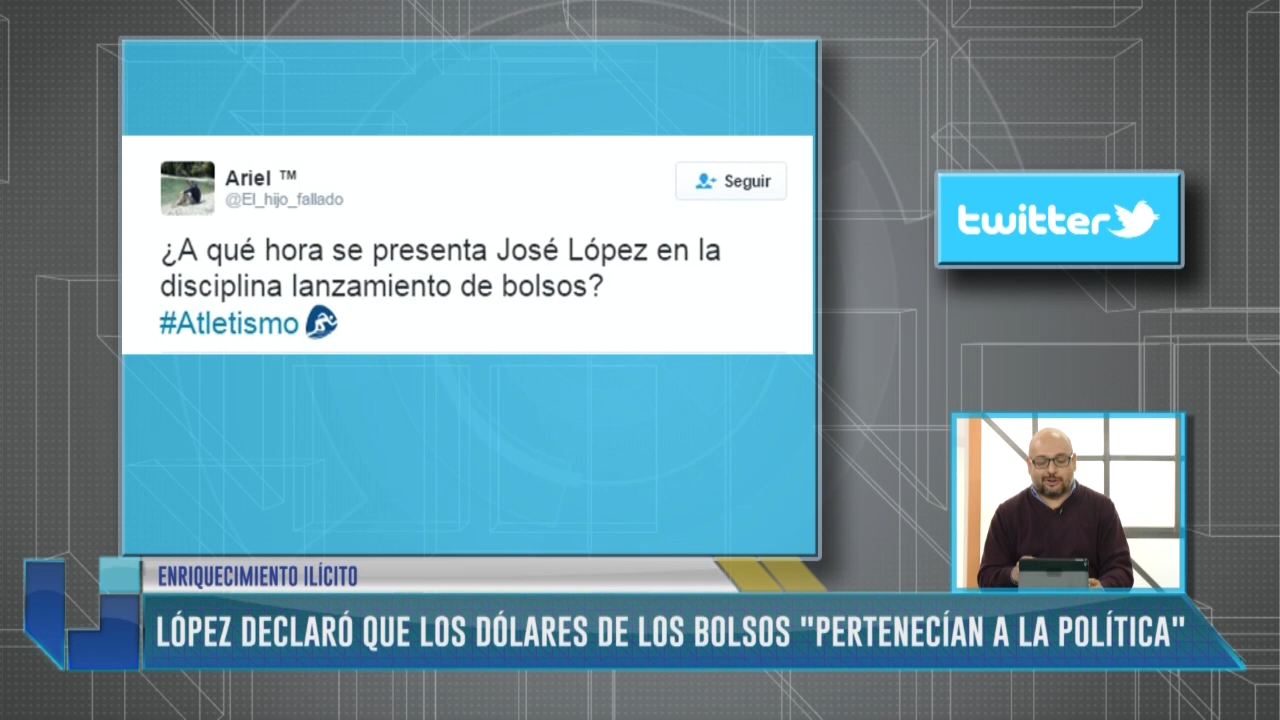 Ariel ™
@El_hijo_fallado
Seguir
¿A qué hora se presenta José López en la
disciplina lanzamiento de bolsos?
#Atletismo
twitter
ENRIQUECIMIENTO ILÍCITO
LÓPEZ DECLARÓ QUE LOS DÓLARES DE LOS BOLSOS "PERTENECÍAN A LA POLÍTICA"